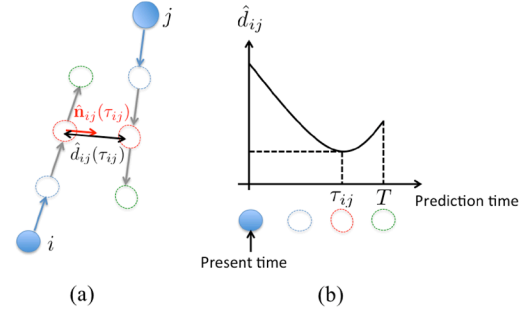 j
n̂ᵢⱼ(τᵢⱼ)
d̂ᵢⱼ(τᵢⱼ)
i
(a)
d̂ᵢⱼ
τᵢⱼ
T
Prediction time
Present time
(b)